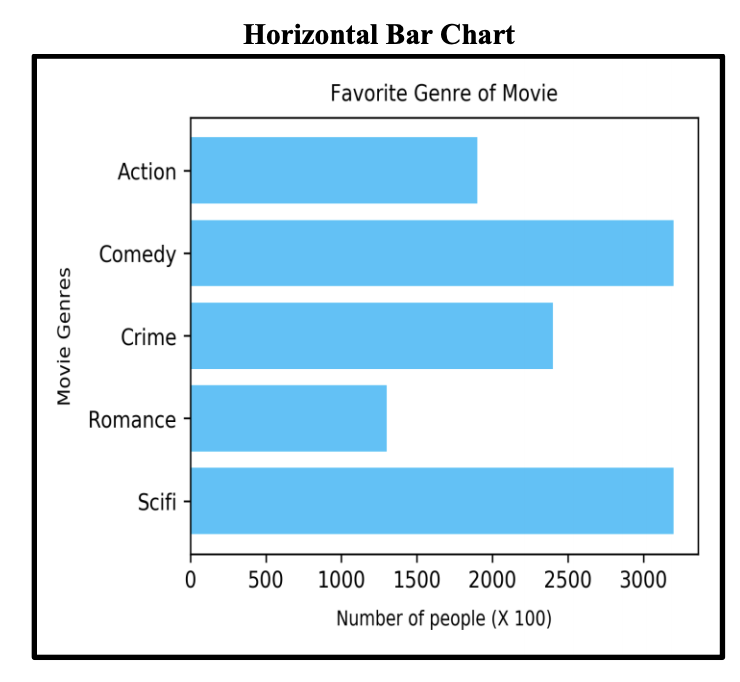 Horizontal Bar Chart
Favorite Genre of Movie
Action
Comedy
Crime
Romance
Scifi
Movie Genres
0 500 1000 1500 2000 2500 3000
Number of people (X 100)